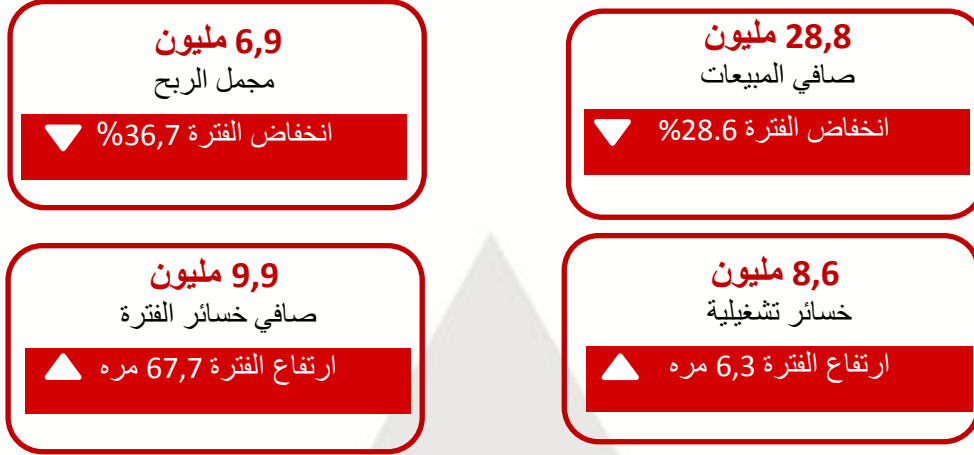 28,8 مليون
صافي المبيعات
انخفاض الفترة 28.6%
6,9 مليون
مجمل الربح
انخفاض الفترة 36,7%
8,6 مليون
خسائر تشغيلية
ارتفاع الفترة 6,3 مره
9,9 مليون
صافي خسائر الفترة
ارتفاع الفترة 67,7 مره